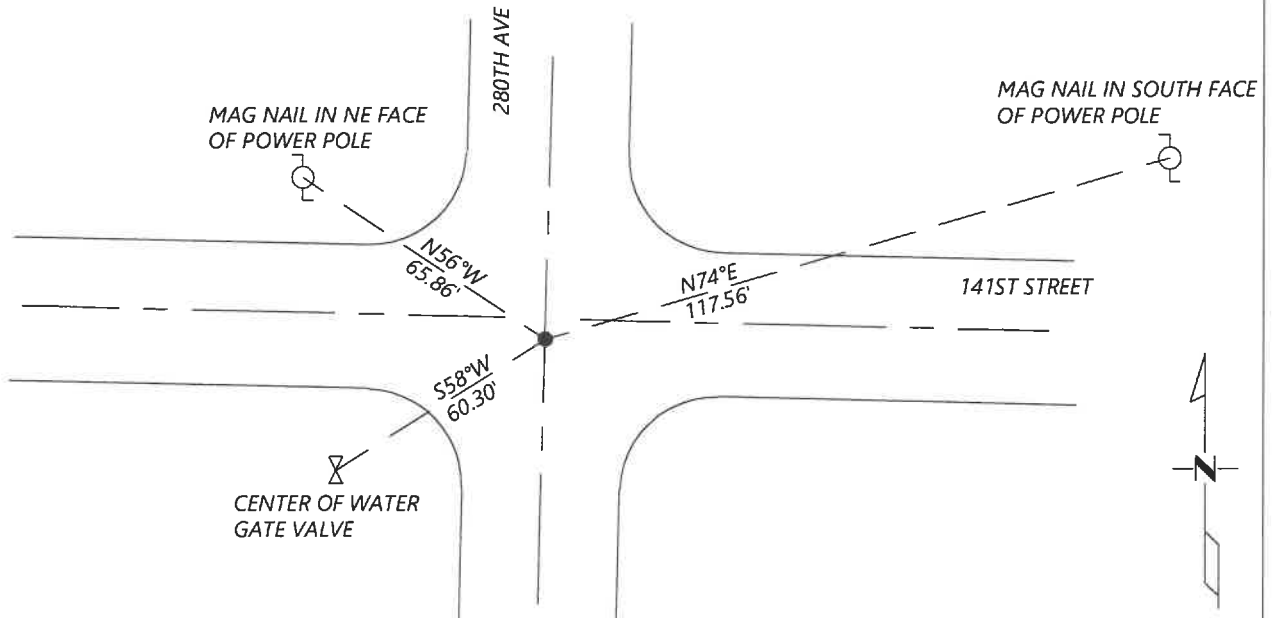 280TH AVE
MAG NAIL IN NE FACE
OF POWER POLE
MAG NAIL IN SOUTH FACE
OF POWER POLE
N56°W
65.86'
N74°E
117.56'
141ST STREET
S58°W
60.30'
CENTER OF WATER
GATE VALVE
N